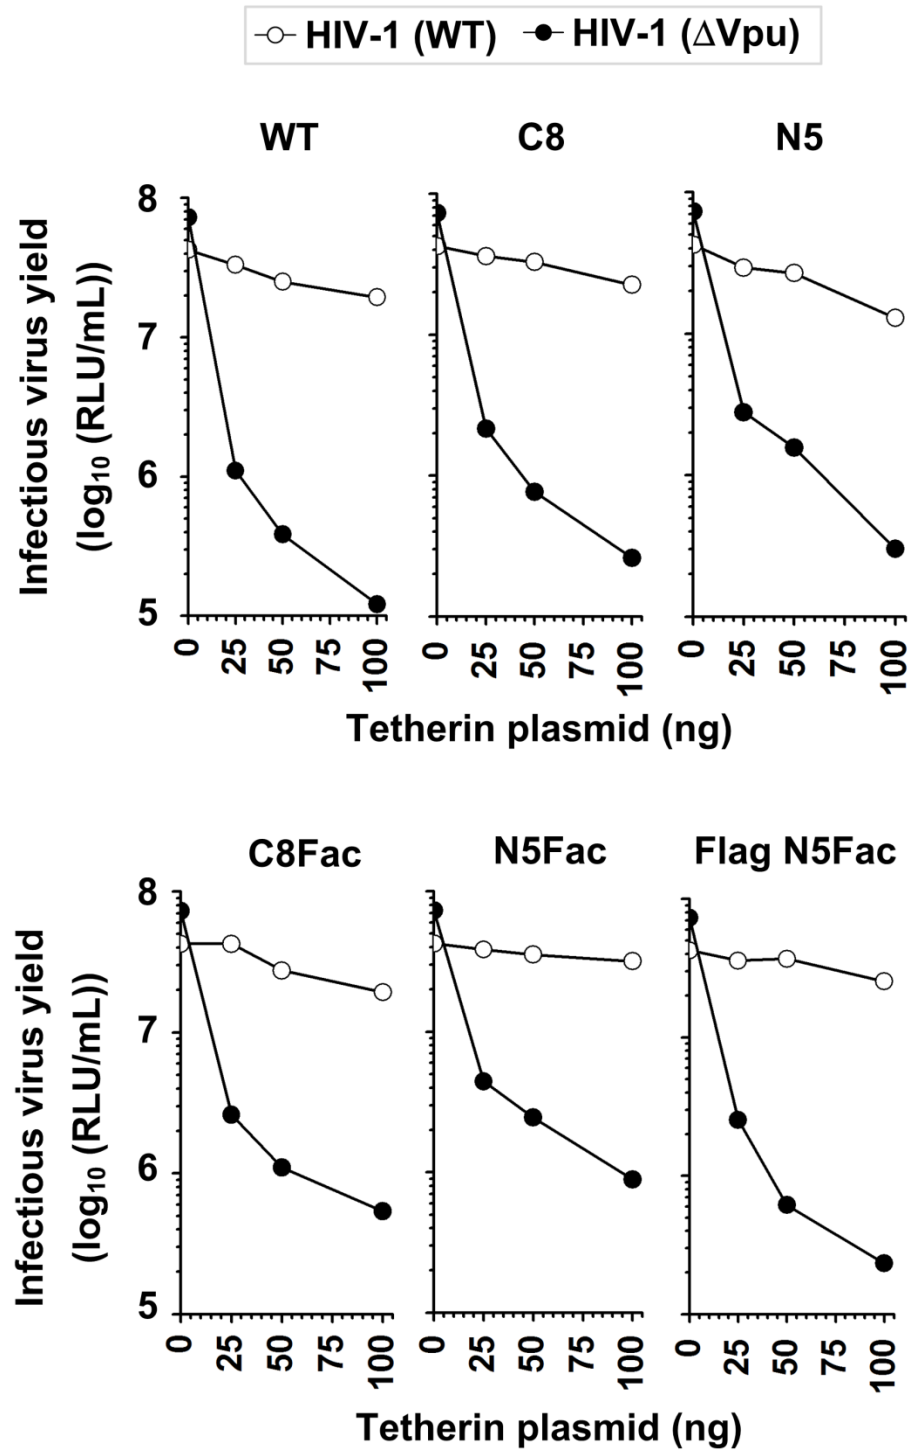 HIV-1 (WT) HIV-1 (ΔVpu)
WT C8 N5
Infectious virus yield
(log₁₀ (RLU/mL))
8
7
6
5
0 25 50 75 100 0 25 50 75 100 0 25 50 75 100
Tetherin plasmid (ng)
C8Fac N5Fac Flag N5Fac
Infectious virus yield
(log₁₀ (RLU/mL))
8
7
6
5
0 25 50 75 100 0 25 50 75 100 0 25 50 75 100
Tetherin plasmid (ng)